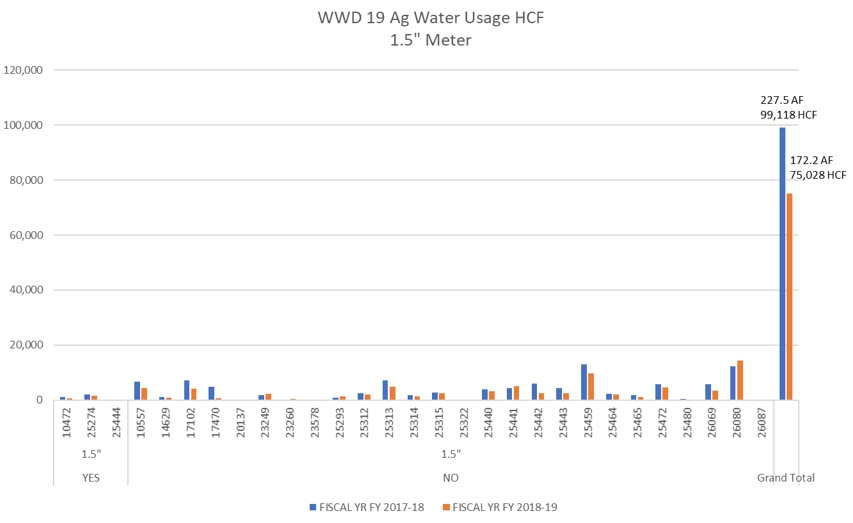 WWD 19 Ag Water Usage HCF
1.5" Meter
120,000
100,000
80,000
60,000
40,000
20,000
0
227.5 AF
99,118 HCF
172.2 AF
75,028 HCF
10472 25274 25444 10557 14629 17102 17470 20137 23249 23260 23578 25293 25312 25313 25314 25315 25322 25440 25441 25442 25443 25459 25464 25465 25472 25480 26069 26080 26087
1.5" 1.5"
YES NO Grand Total
FISCAL YR FY 2017-18 FISCAL YR FY 2018-19